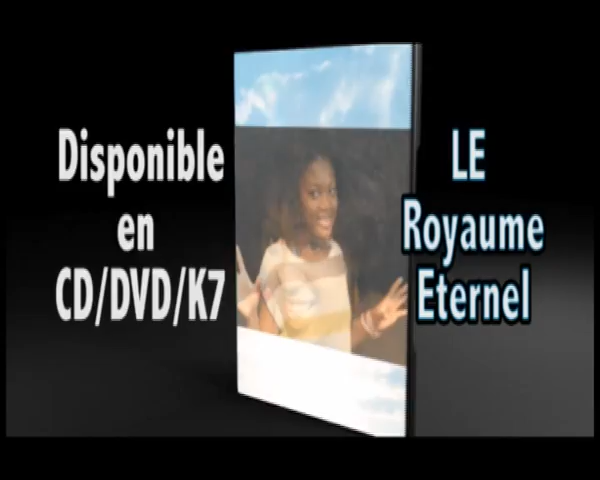 Disponible
en
CD/DVD/K7
LE
Royaume
Eternel